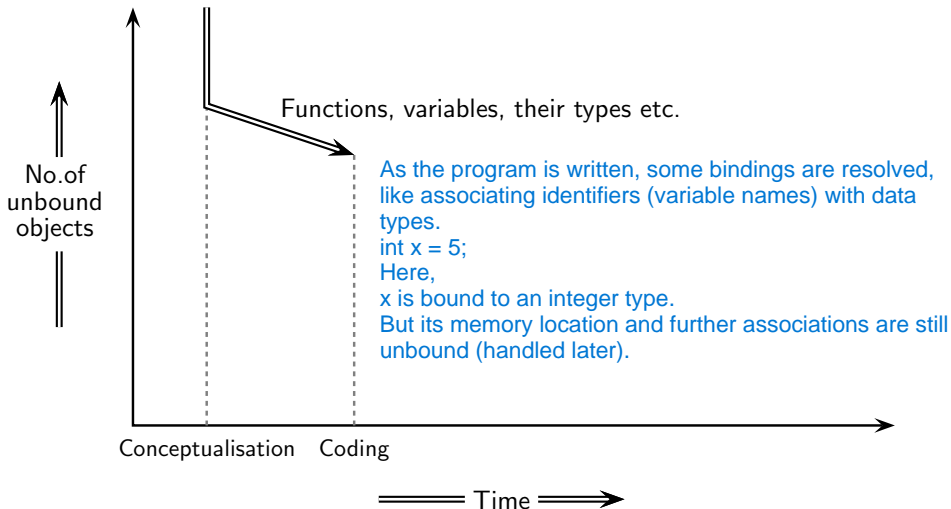 Functions, variables, their types etc.
No.of
unbound
objects
As the program is written, some bindings are resolved,
like associating identifiers (variable names) with data
types.
int x = 5;
Here,
x is bound to an integer type.
But its memory location and further associations are still
unbound (handled later).
Conceptualisation Coding
Time